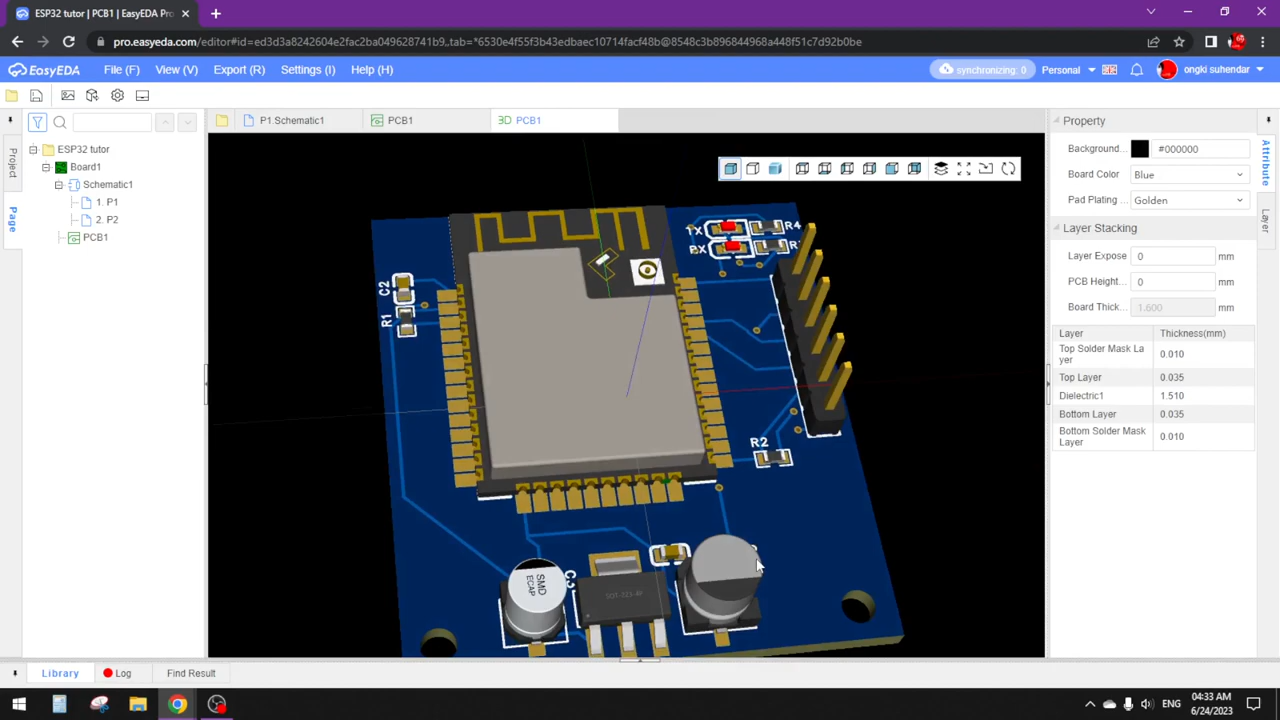 ESP32 tutor | PCB1 | EasyEDA Pro
pro.easyeda.com/editor#id=ed3d3a8242604e2fac2ba049628741b9,,tab=*6530e4f55f3b43edbaec10714facf48b@8548c3b896844968a448f51c7d92b0be
EasyEDA
File (F) View (V) Export (R) Settings (I) Help (H)
synchronizing: 0
Personal
ongki suhendar
P1.Schematic1
PCB1
3D PCB1
Project
Page
ESP32 tutor
Board1
Schematic1
1. P1
2. P2
PCB1
TX
R4
RX
C2
R1
R2
SMD
ECAP
Property
Background...
#000000
Board Color
Blue
Pad Plating ...
Golden
Layer Stacking
Layer Expose
0
mm
PCB Height...
0
mm
Board Thick...
1.600
mm
Layer Thickness(mm)
Top Solder Mask La
yer
0.010
Top Layer 0.035
Dielectric1 1.510
Bottom Layer 0.035
Bottom Solder Mask
Layer
0.010
Attribute
Layer
Library
Log
Find Result
ENG
04:33 AM
6/24/2023